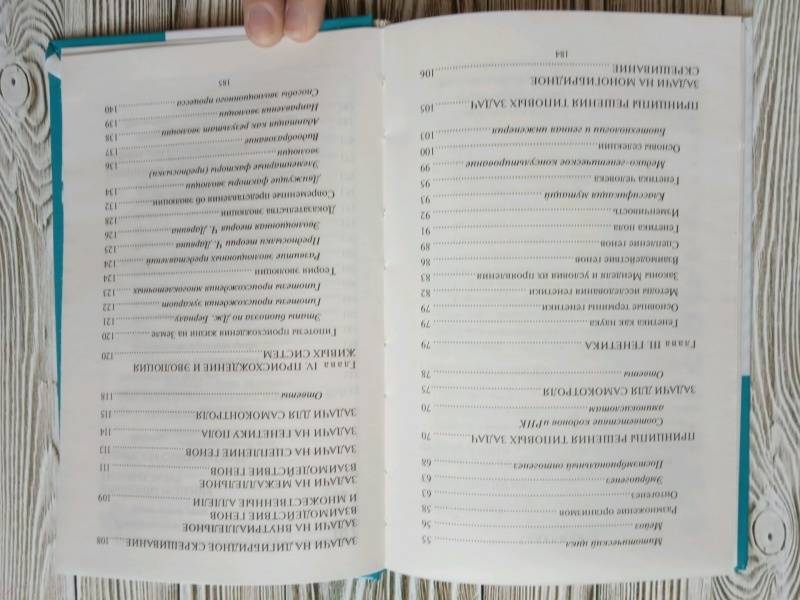 Митотический цикл 55
Мейоз 56
Размножение организмов 58
Онтогенез 63
Эмбриогенез 63
Постэмбриональный онтогенез 68
ПРИНЦИПЫ РЕШЕНИЯ ТИПОВЫХ ЗАДАЧ 70
Соответствие кодонов иРНК
аминокислотам 70
ЗАДАЧИ ДЛЯ САМОКОТРОЛЯ 75
Ответы 78
Глава III. ГЕНЕТИКА 79
Генетика как наука 79
Основные термины генетики 79
Методы исследования генетики 82
Законы Менделя и условия их проявления 83
Взаимодействие генов 86
Сцепление генов 89
Генетика пола 91
Изменчивость 92
Классификация мутаций 93
Генетика человека 95
Медико-генетическое консультирование 99
Основы селекции 100
Биотехнологии и генная инженерия 103
ПРИНЦИПЫ РЕШЕНИЯ ТИПОВЫХ ЗАДАЧ 105
ЗАДАЧИ НА МОНОГИБРИДНОЕ
СКРЕЩИВАНИЕ 106
184
ЗАДАЧИ НА ДИГИБРИДНОЕ СКРЕЩИВАНИЕ 108
ЗАДАЧИ НА ВНУТРИАЛЛЕЛЬНОЕ
ВЗАИМОДЕЙСТВИЕ ГЕНОВ
И МНОЖЕСТВЕННЫЕ АЛЛЕЛИ 109
ЗАДАЧИ НА МЕЖАЛЛЕЛЬНОЕ
ВЗАИМОДЕЙСТВИЕ ГЕНОВ 111
ЗАДАЧИ НА СЦЕПЛЕНИЕ ГЕНОВ 113
ЗАДАЧИ НА ГЕНЕТИКУ ПОЛА 114
ЗАДАЧИ ДЛЯ САМОКОНТРОЛЯ 115
Ответы 118
Глава IV. ПРОИСХОЖДЕНИЕ И ЭВОЛЮЦИЯ
ЖИВЫХ СИСТЕМ 120
Гипотезы происхождения жизни на Земле 120
Этапы биопоэза по Дж. Берналу 121
Гипотезы происхождения эукариот 122
Гипотезы происхождения многоклеточных 123
Теория эволюции 124
Развитие эволюционных представлений 124
Предпосылки теории Ч. Дарвина 125
Эволюционная теория Ч. Дарвина 126
Доказательства эволюции 128
Современные представления об эволюции 132
Движущие факторы эволюции 134
Элементарные факторы (предпосылки)
эволюции 136
Видообразование 137
Адаптация как результат эволюции 138
Направления эволюции 139
Способы эволюционного процесса 140
185